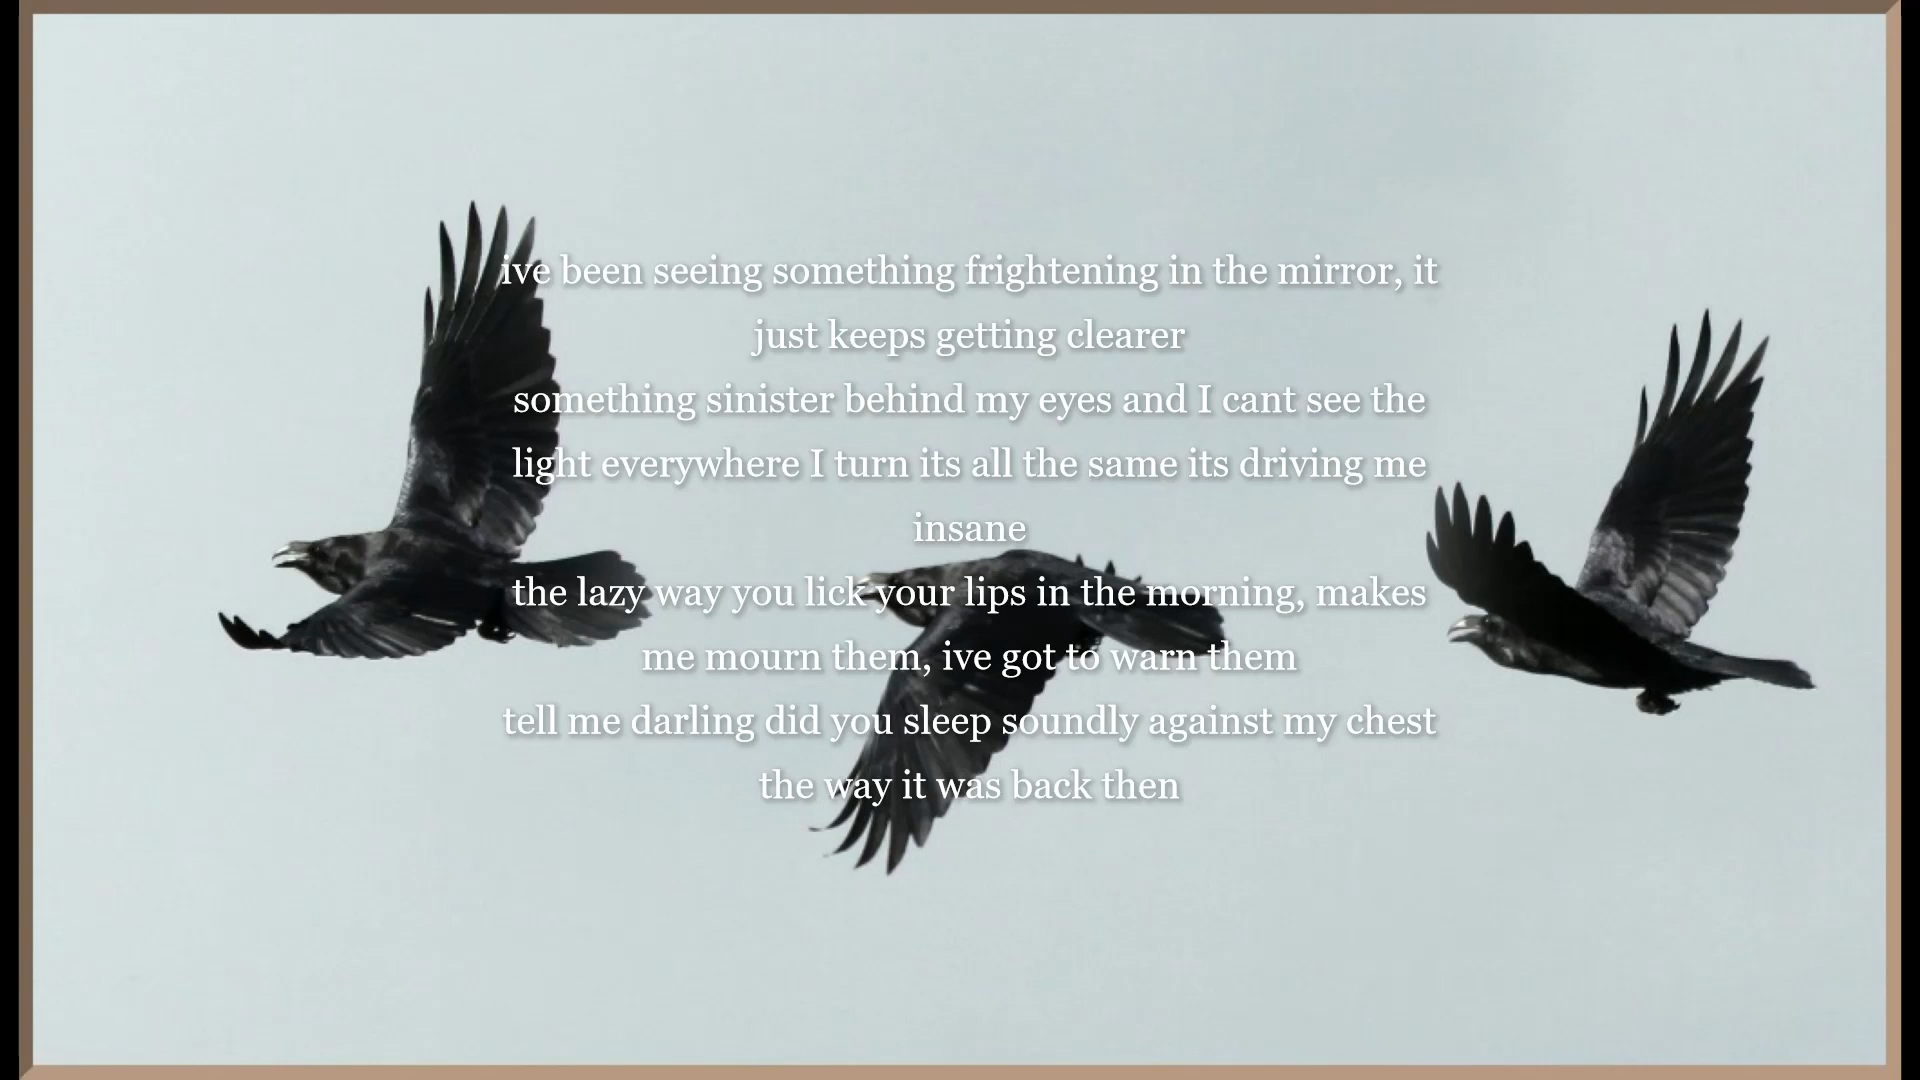 ive been seeing something frightening in the mirror, it
just keeps getting clearer
something sinister behind my eyes and I cant see the
light everywhere I turn its all the same its driving me
insane
the lazy way you lick your lips in the morning, makes
me mourn them, ive got to warn them
tell me darling did you sleep soundly against my chest
the way it was back then